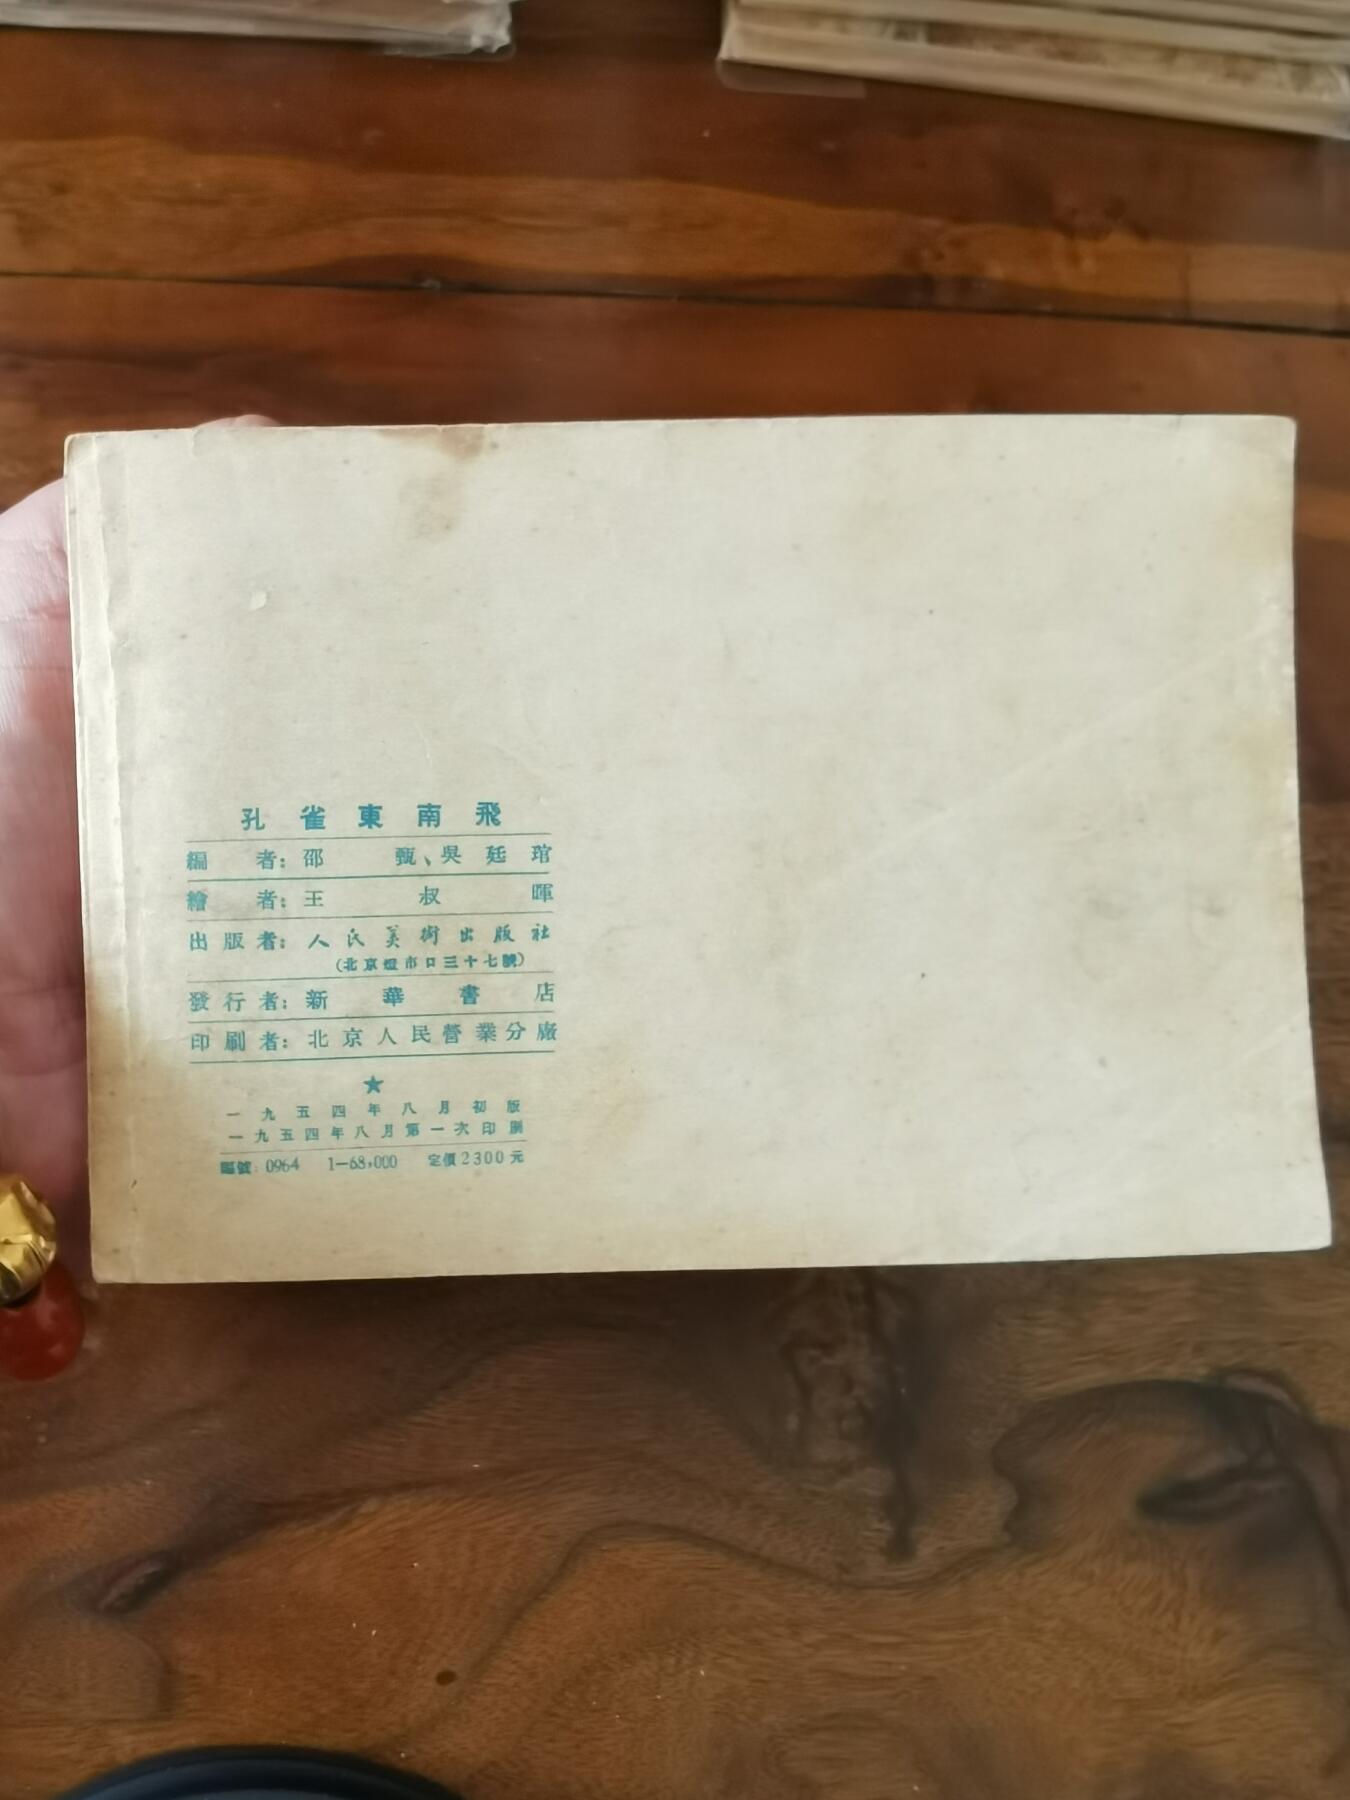 孔雀東南飛
編者：邵甄、吳廷琯
繪者：王叔暉
出版者：人民美術出版社
（北京燈市口三十七號）
發行者：新華書店
印刷者：北京人民營業分廠
★
一九五四年八月初版
一九五四年八月第一次印刷
編號：0964 1—68,000 定價2300元